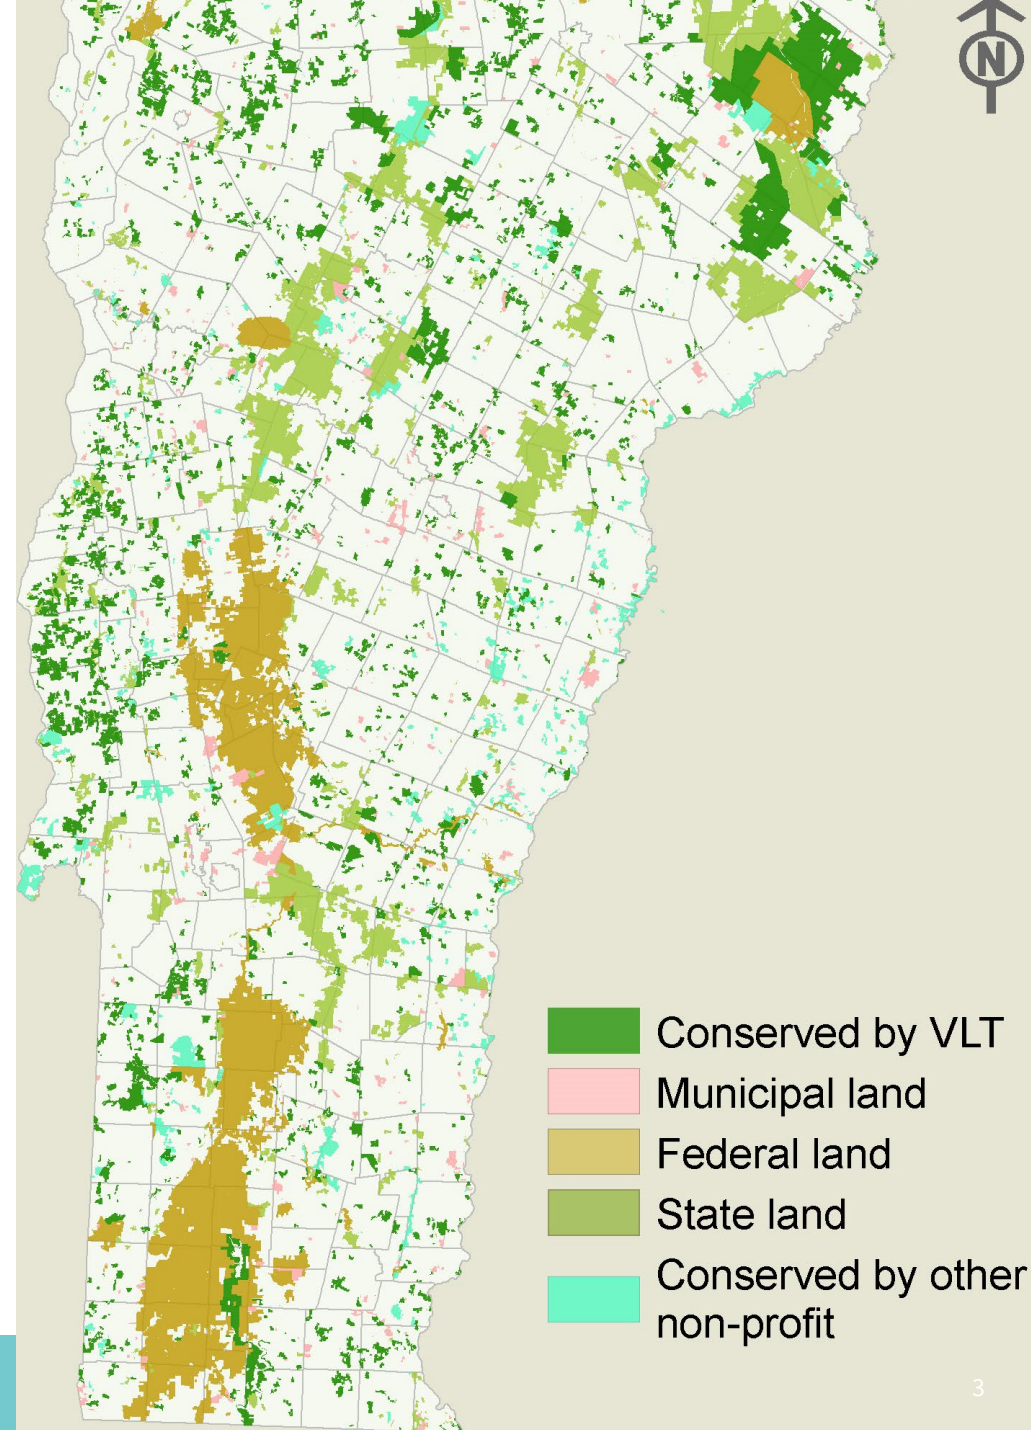 N
Conserved by VLT
Municipal land
Federal land
State land
Conserved by other
non-profit
3